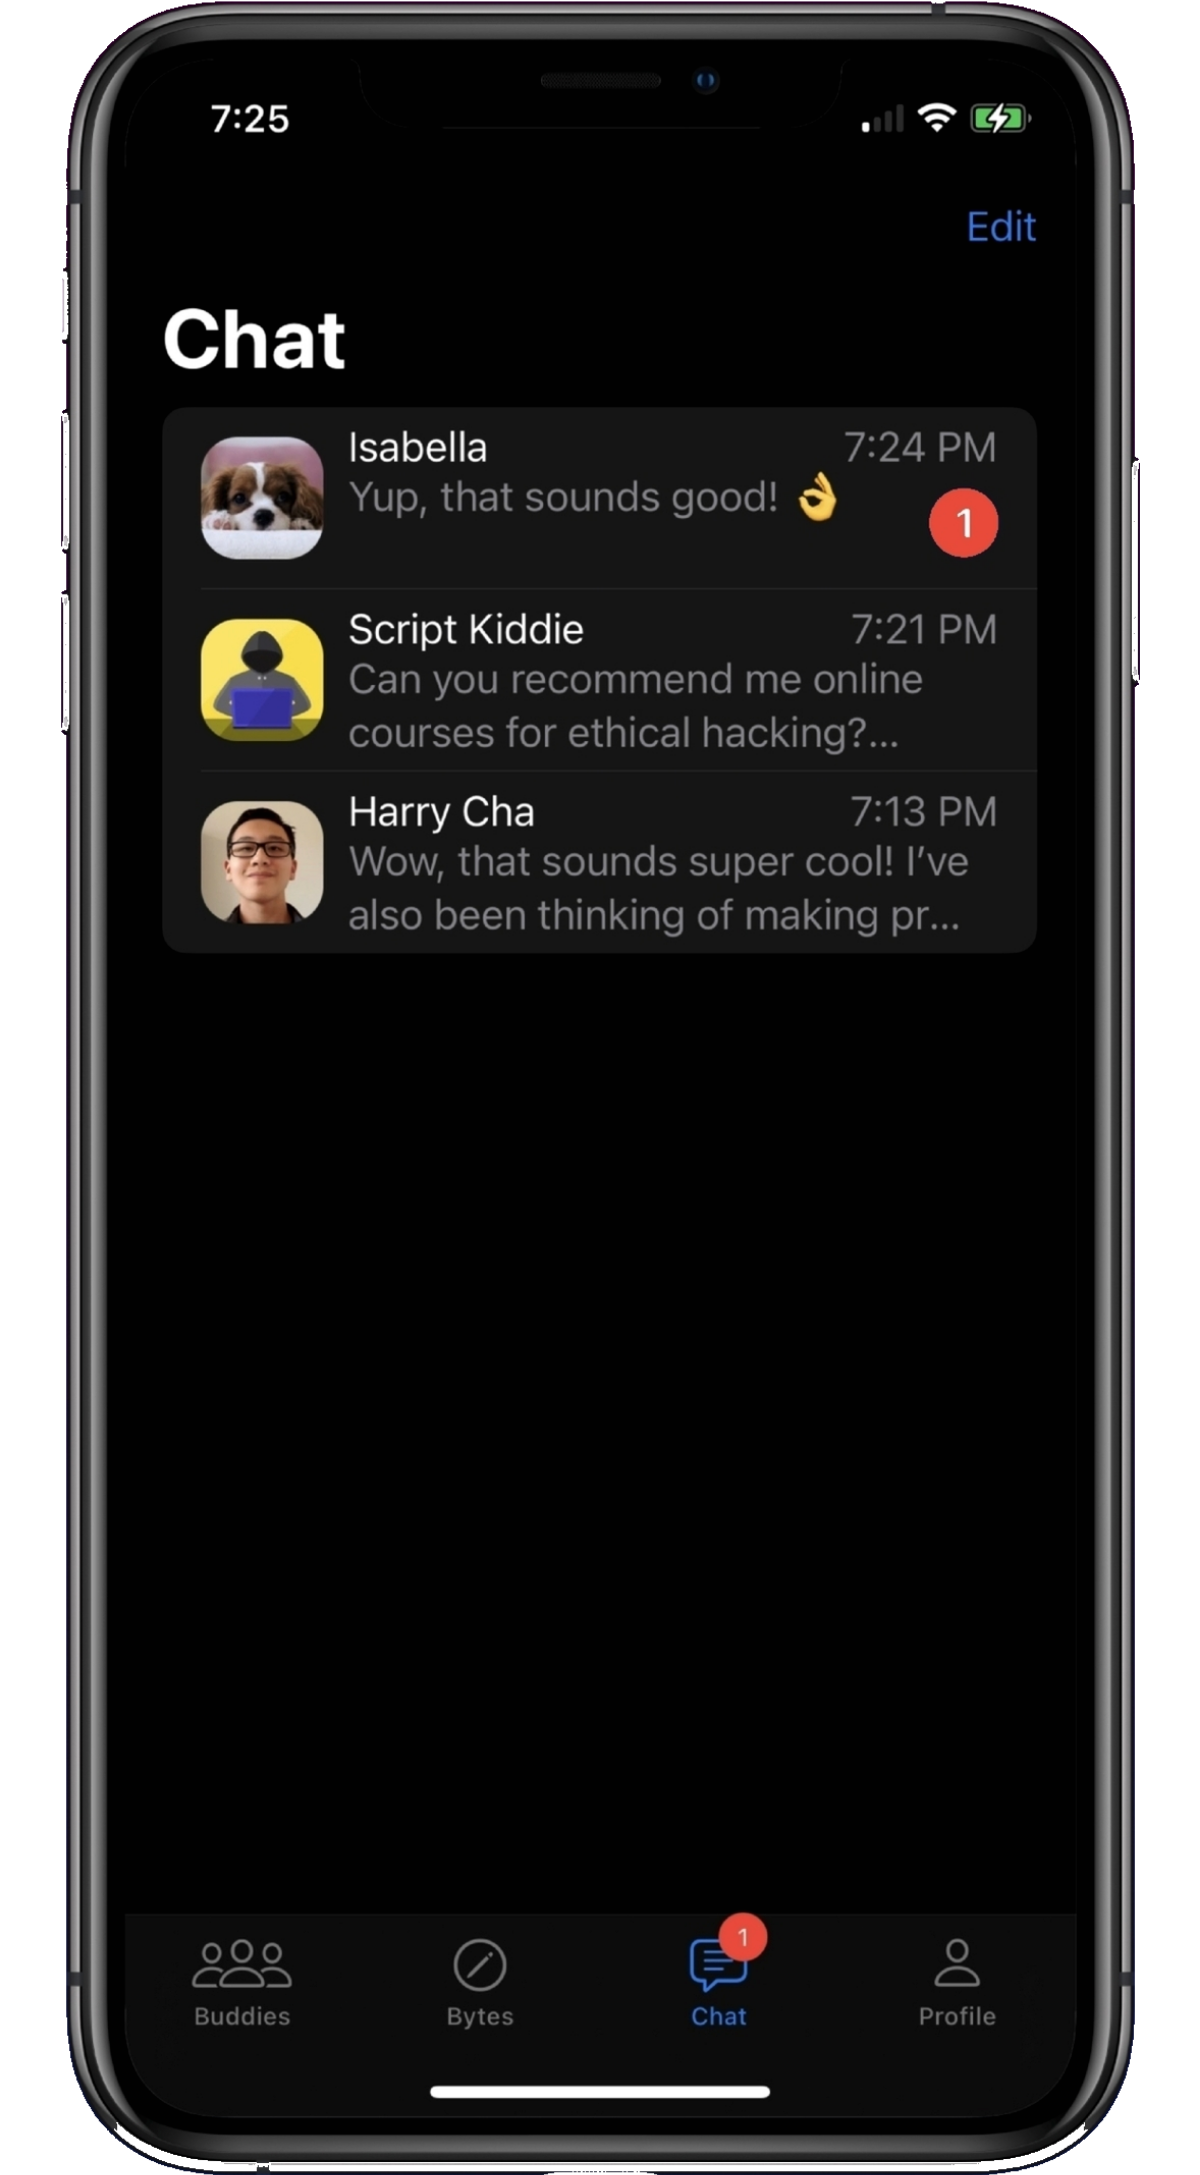 7:25
Edit
Chat
Isabella 7:24 PM
Yup, that sounds good! 👌
1
Script Kiddie 7:21 PM
Can you recommend me online
courses for ethical hacking?...
Harry Cha 7:13 PM
Wow, that sounds super cool! I’ve
also been thinking of making pr...
1
Buddies Bytes Chat Profile